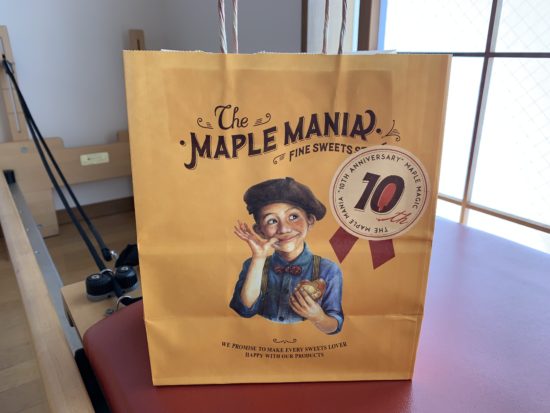 The
MAPLE MANIA
FINE SWEETS
"10TH ANNIVERSARY" MAPLE MAGIC
10th
THE MAPLE MANIA
WE PROMISE TO MAKE EVERY SWEETS LOVER
HAPPY WITH OUR PRODUCTS